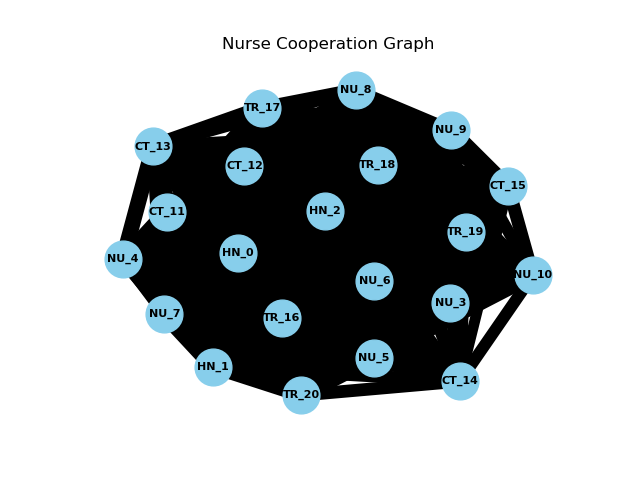 Nurse Cooperation Graph
NU_8
TR_17
NU_9
CT_13
TR_18
CT_12
CT_15
HN_2
CT_11
TR_19
HN_0
NU_4
NU_10
NU_6
NU_3
NU_7
TR_16
NU_5
HN_1
CT_14
TR_20